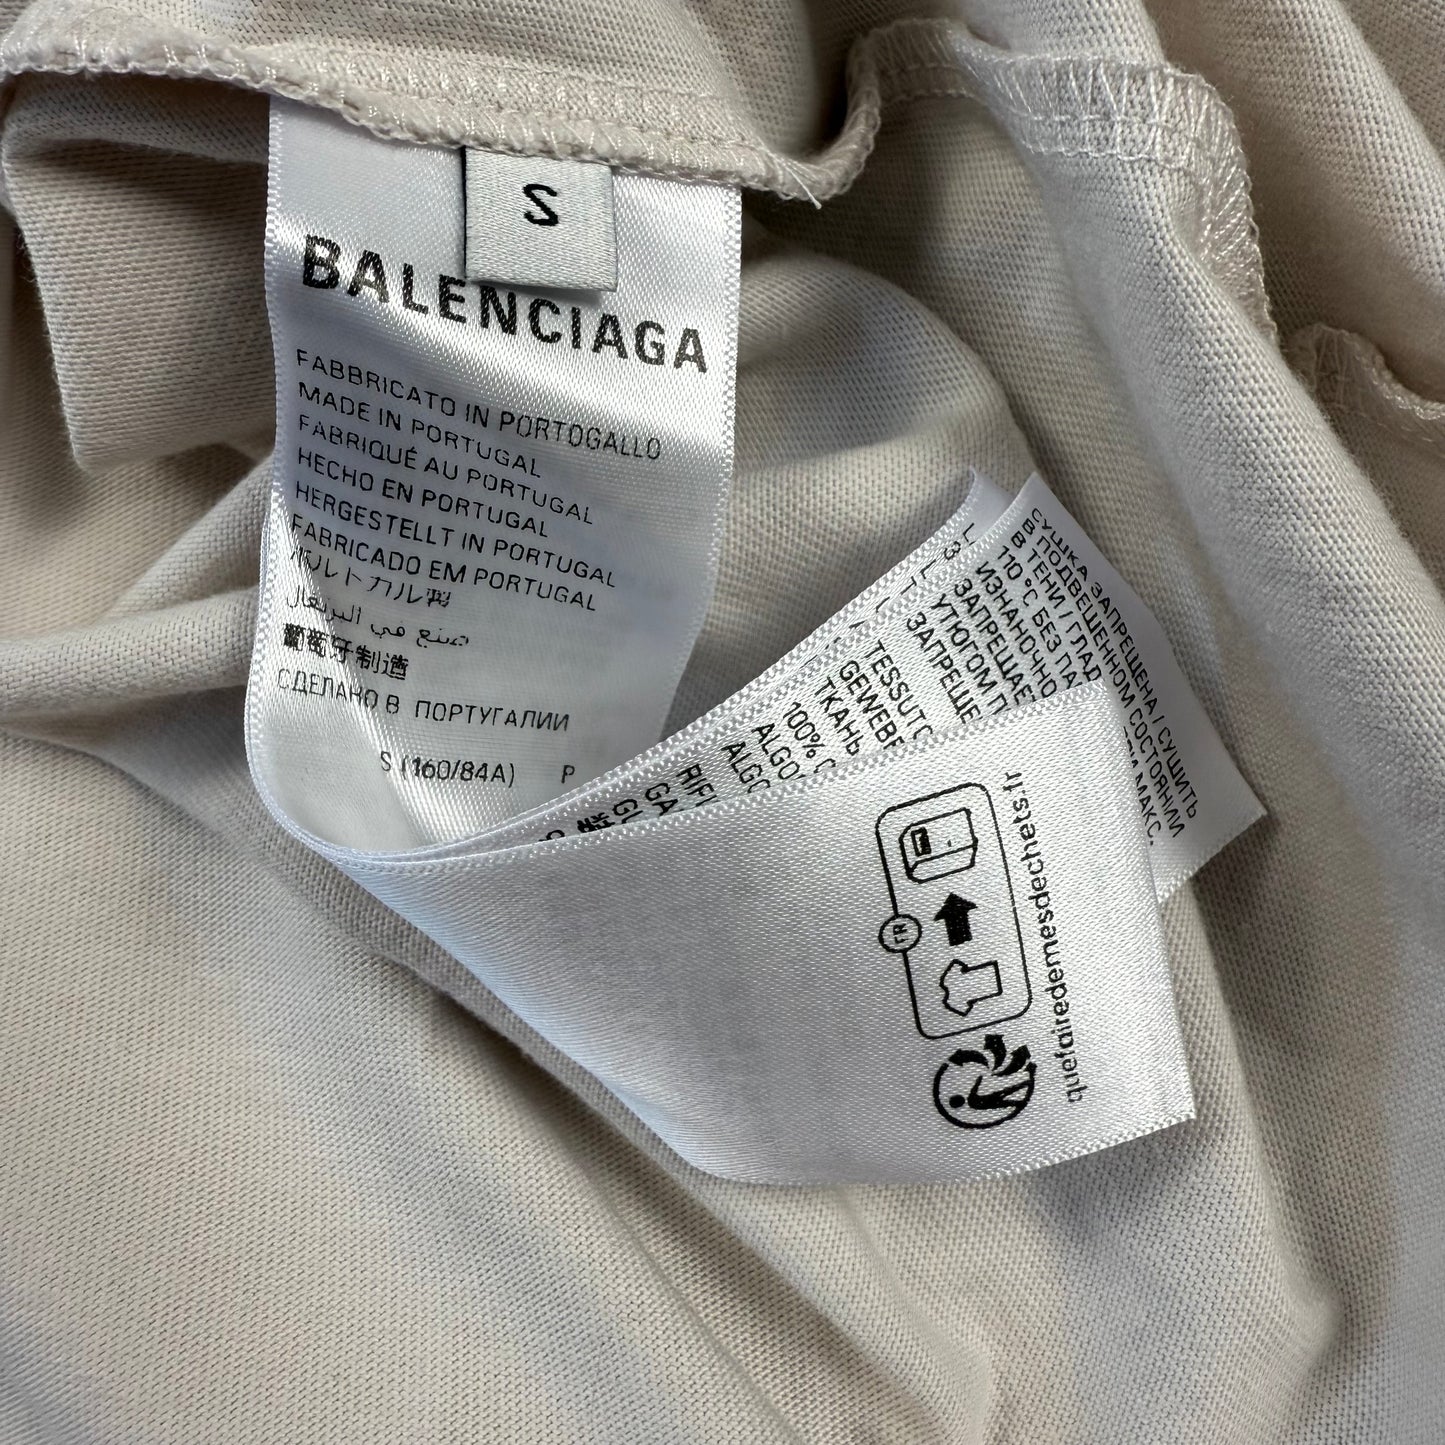 S
BALENCIAGA
FABBRICATO IN PORTOGALLO
MADE IN PORTUGAL
FABRIQUÉ AU PORTUGAL
HECHO EN PORTUGAL
HERGESTELLT IN PORTUGAL
FABRICADO EM PORTUGAL
ポルトガル製
صنع في البرتغال
葡萄牙制造
СДЕЛАНО В ПОРТУГАЛИИ
S (160/84A) P
TESSUTO
GEWEBE
ТКАНЬ
100%
СУШКА ЗАПРЕЩЕНА / СУШИТЬ
В ПОДВЕШЕННОМ СОСТОЯНИИ
В ТЕНИ / ГЛАД
МАКС.
110 °C БЕЗ ПА
ИЗНАНОЧНО
ЗАПРЕЩАЕ
УТЮГОМ П
ЗАПРЕЩЕ
FR
quefairedemesdechets.fr